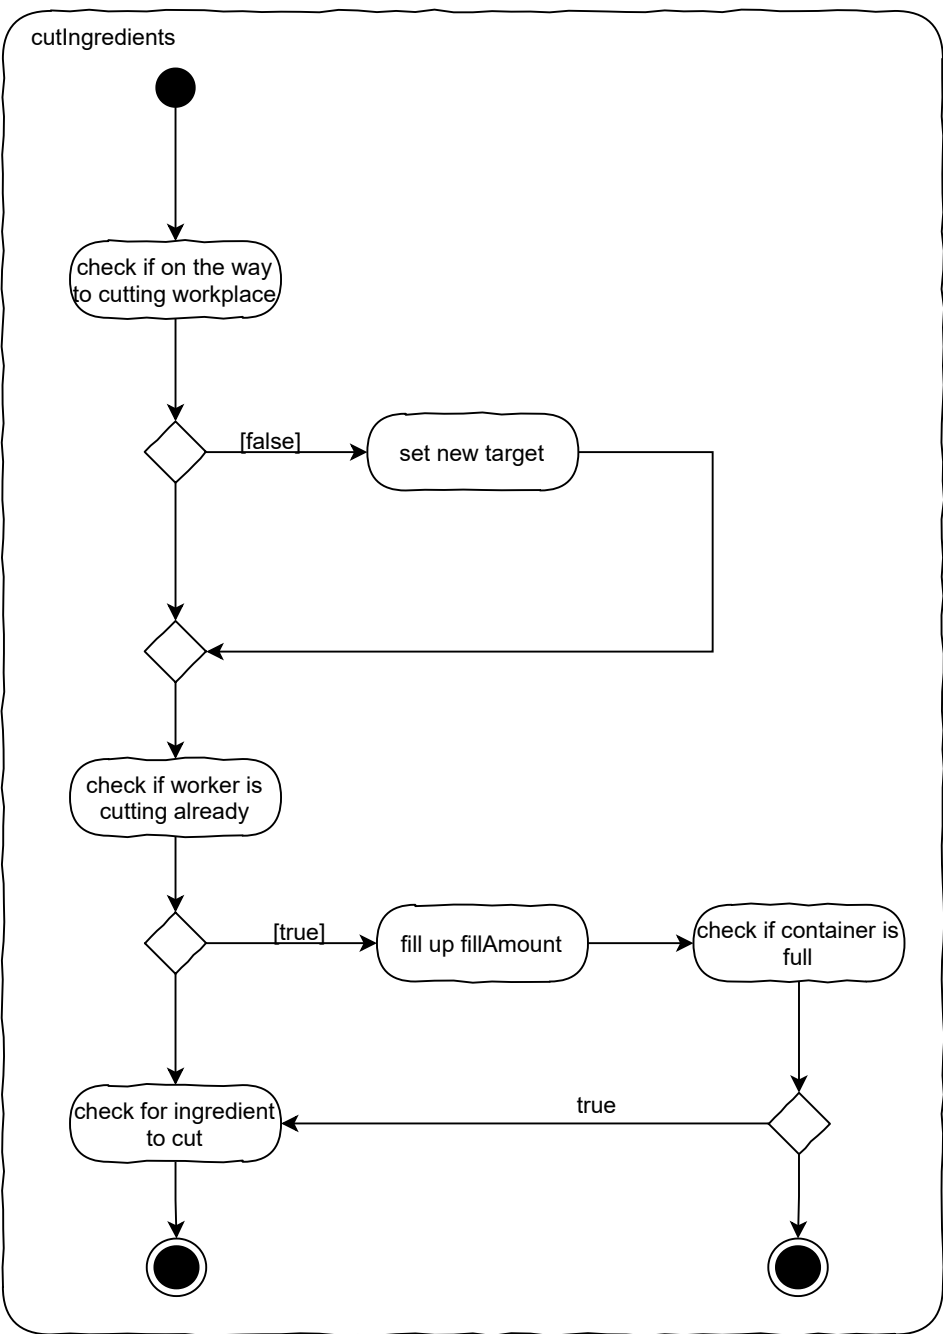 cutIngredients
check if on the way
to cutting workplace
[false]
set new target
check if worker is
cutting already
[true]
fill up fillAmount
check if container is
full
check for ingredient
to cut
true